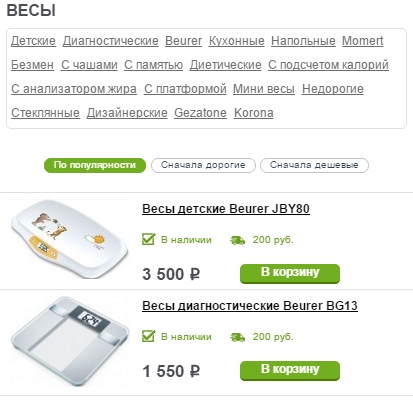 ВЕСЫ
Детские Диагностические Beurer Кухонные Напольные Momert
Безмен С чашами С памятью Диетические С подсчетом калорий
С анализатором жира С платформой Мини весы Недорогие
Стеклянные Дизайнерские Gezatone Korona
По популярности Сначала дорогие Сначала дешевые
Весы детские Beurer JBY80
В наличии 200 руб.
3 500 ₽ В корзину
Весы диагностические Beurer BG13
В наличии 200 руб.
1 550 ₽ В корзину